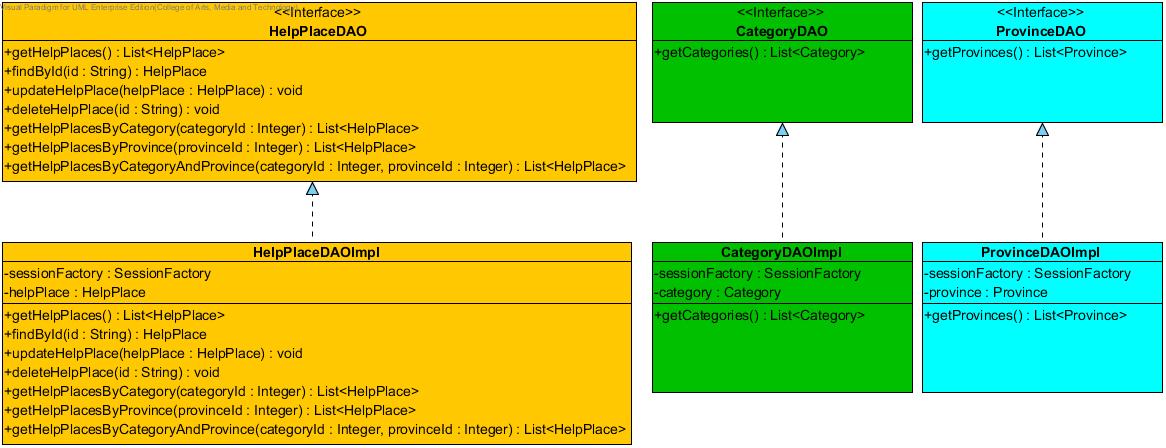 Visual Paradigm for UML Enterprise Edition(College of Arts, Media and Technology)
<<Interface>>
HelpPlaceDAO
+getHelpPlaces() : List<HelpPlace>
+findById(id : String) : HelpPlace
+updateHelpPlace(helpPlace : HelpPlace) : void
+deleteHelpPlace(id : String) : void
+getHelpPlacesByCategory(categoryId : Integer) : List<HelpPlace>
+getHelpPlacesByProvince(provinceId : Integer) : List<HelpPlace>
+getHelpPlacesByCategoryAndProvince(categoryId : Integer, provinceId : Integer) : List<HelpPlace>
<<Interface>>
CategoryDAO
+getCategories() : List<Category>
<<Interface>>
ProvinceDAO
+getProvinces() : List<Province>
HelpPlaceDAOImpl
-sessionFactory : SessionFactory
-helpPlace : HelpPlace
+getHelpPlaces() : List<HelpPlace>
+findById(id : String) : HelpPlace
+updateHelpPlace(helpPlace : HelpPlace) : void
+deleteHelpPlace(id : String) : void
+getHelpPlacesByCategory(categoryId : Integer) : List<HelpPlace>
+getHelpPlacesByProvince(provinceId : Integer) : List<HelpPlace>
+getHelpPlacesByCategoryAndProvince(categoryId : Integer, provinceId : Integer) : List<HelpPlace>
CategoryDAOImpl
-sessionFactory : SessionFactory
-category : Category
+getCategories() : List<Category>
ProvinceDAOImpl
-sessionFactory : SessionFactory
-province : Province
+getProvinces() : List<Province>